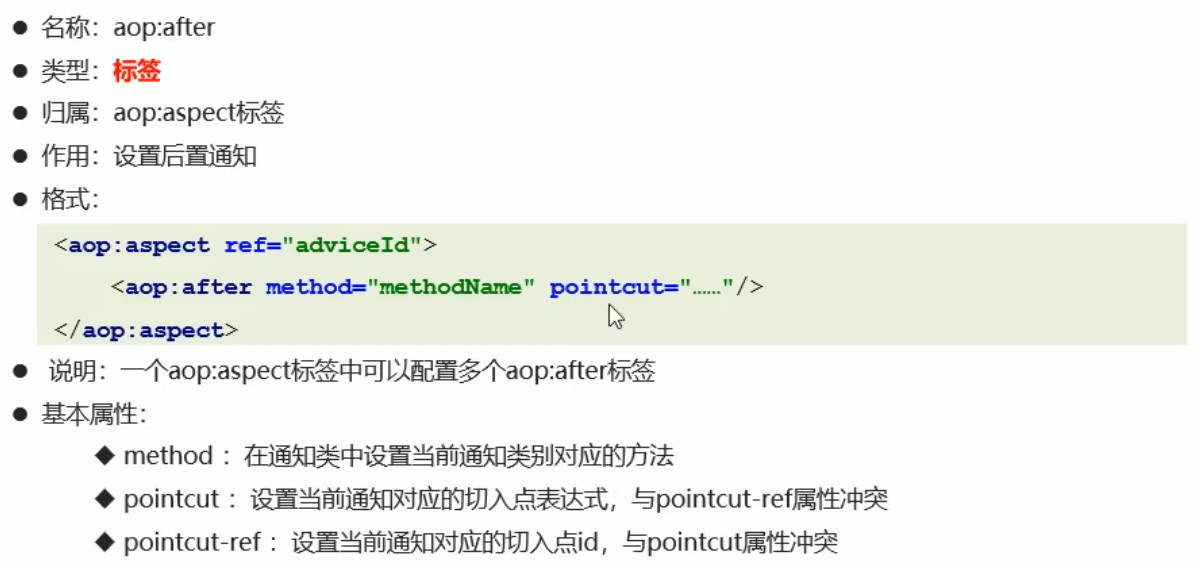 ● 名称：aop:after
● 类型：标签
● 归属：aop:aspect标签
● 作用：设置后置通知
● 格式：
<aop:aspect ref="adviceId">
<aop:after method="methodName" pointcut="……"/>
</aop:aspect>
● 说明：一个aop:aspect标签中可以配置多个aop:after标签
● 基本属性：
◆ method ：在通知类中设置当前通知类别对应的方法
◆ pointcut ：设置当前通知对应的切入点表达式，与pointcut-ref属性冲突
◆ pointcut-ref ：设置当前通知对应的切入点id，与pointcut属性冲突